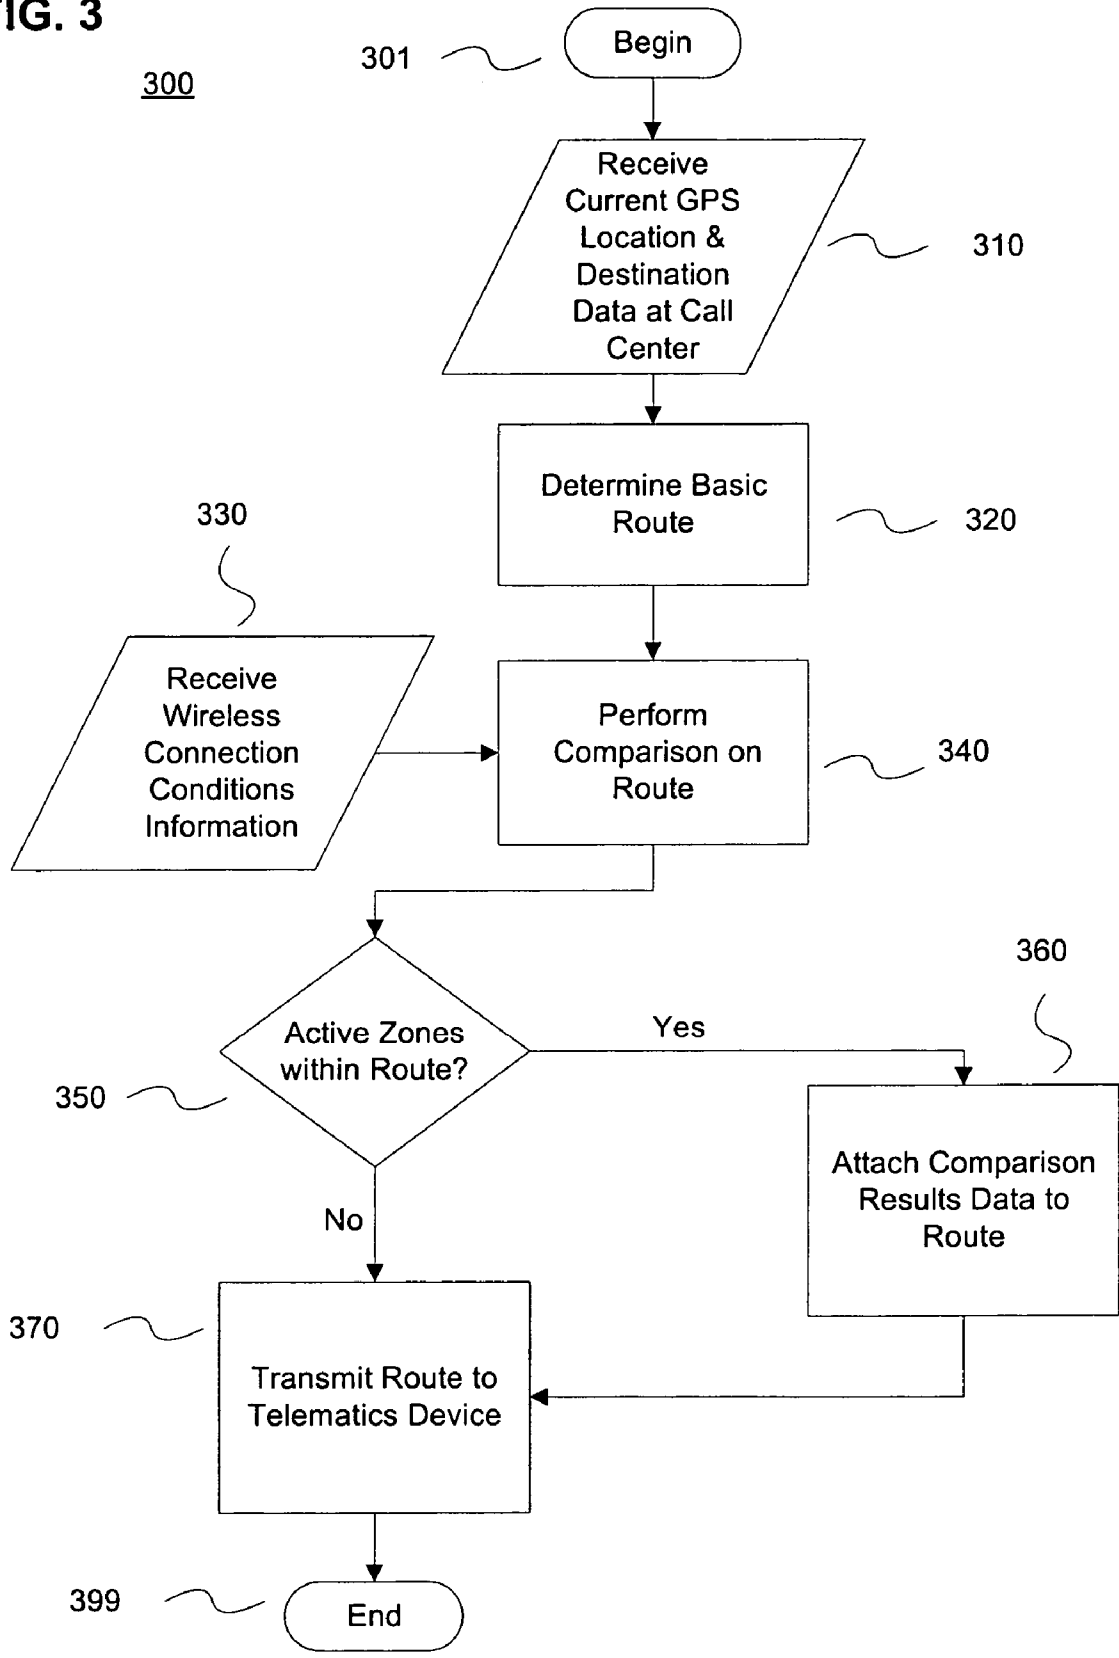 FIG. 3
300
301
Begin
Receive
Current GPS
Location &
Destination
Data at Call
Center
310
Determine Basic
Route
320
330
Receive
Wireless
Connection
Conditions
Information
Perform
Comparison on
Route
340
Active Zones
within Route?
350
Yes
360
Attach Comparison
Results Data to
Route
No
370
Transmit Route to
Telematics Device
399
End